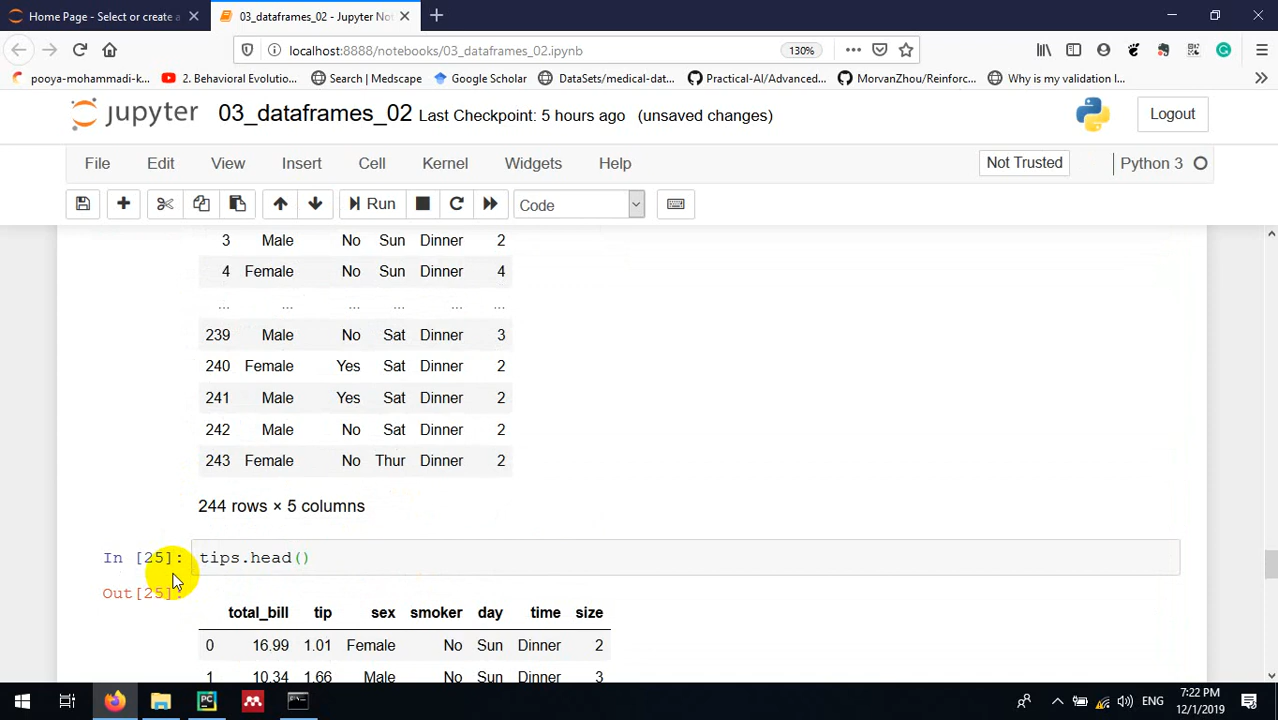 Home Page - Select or create a
03_dataframes_02 - Jupyter Not
localhost:8888/notebooks/03_dataframes_02.ipynb
130%
pooya-mohammadi-k...
2. Behavioral Evolutio...
Search | Medscape
Google Scholar
DataSets/medical-dat...
Practical-AI/Advanced...
MorvanZhou/Reinforc...
Why is my validation l...
jupyter
03_dataframes_02 Last Checkpoint: 5 hours ago (unsaved changes)
Logout
File Edit View Insert Cell Kernel Widgets Help
Not Trusted
Python 3
Run
Code
3 Male No Sun Dinner 2
4 Female No Sun Dinner 4
... ... ... ... ... ...
239 Male No Sat Dinner 3
240 Female Yes Sat Dinner 2
241 Male Yes Sat Dinner 2
242 Male No Sat Dinner 2
243 Female No Thur Dinner 2
244 rows × 5 columns
In [25]: tips.head()
Out[25]:
total_bill tip sex smoker day time size
0 16.99 1.01 Female No Sun Dinner 2
1 10.34 1.66 Male No Sun Dinner 3
ENG
7:22 PM
12/1/2019